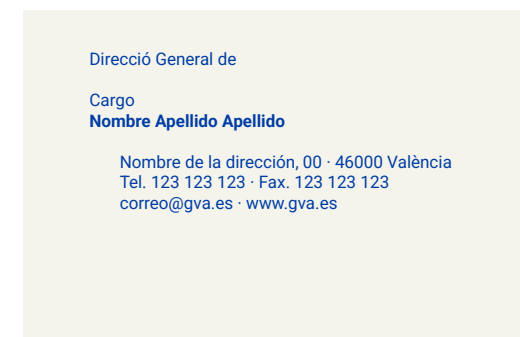 Direcció General de
Cargo
Nombre Apellido Apellido
Nombre de la dirección, 00 · 46000 València
Tel. 123 123 123 · Fax. 123 123 123
correo@gva.es · www.gva.es